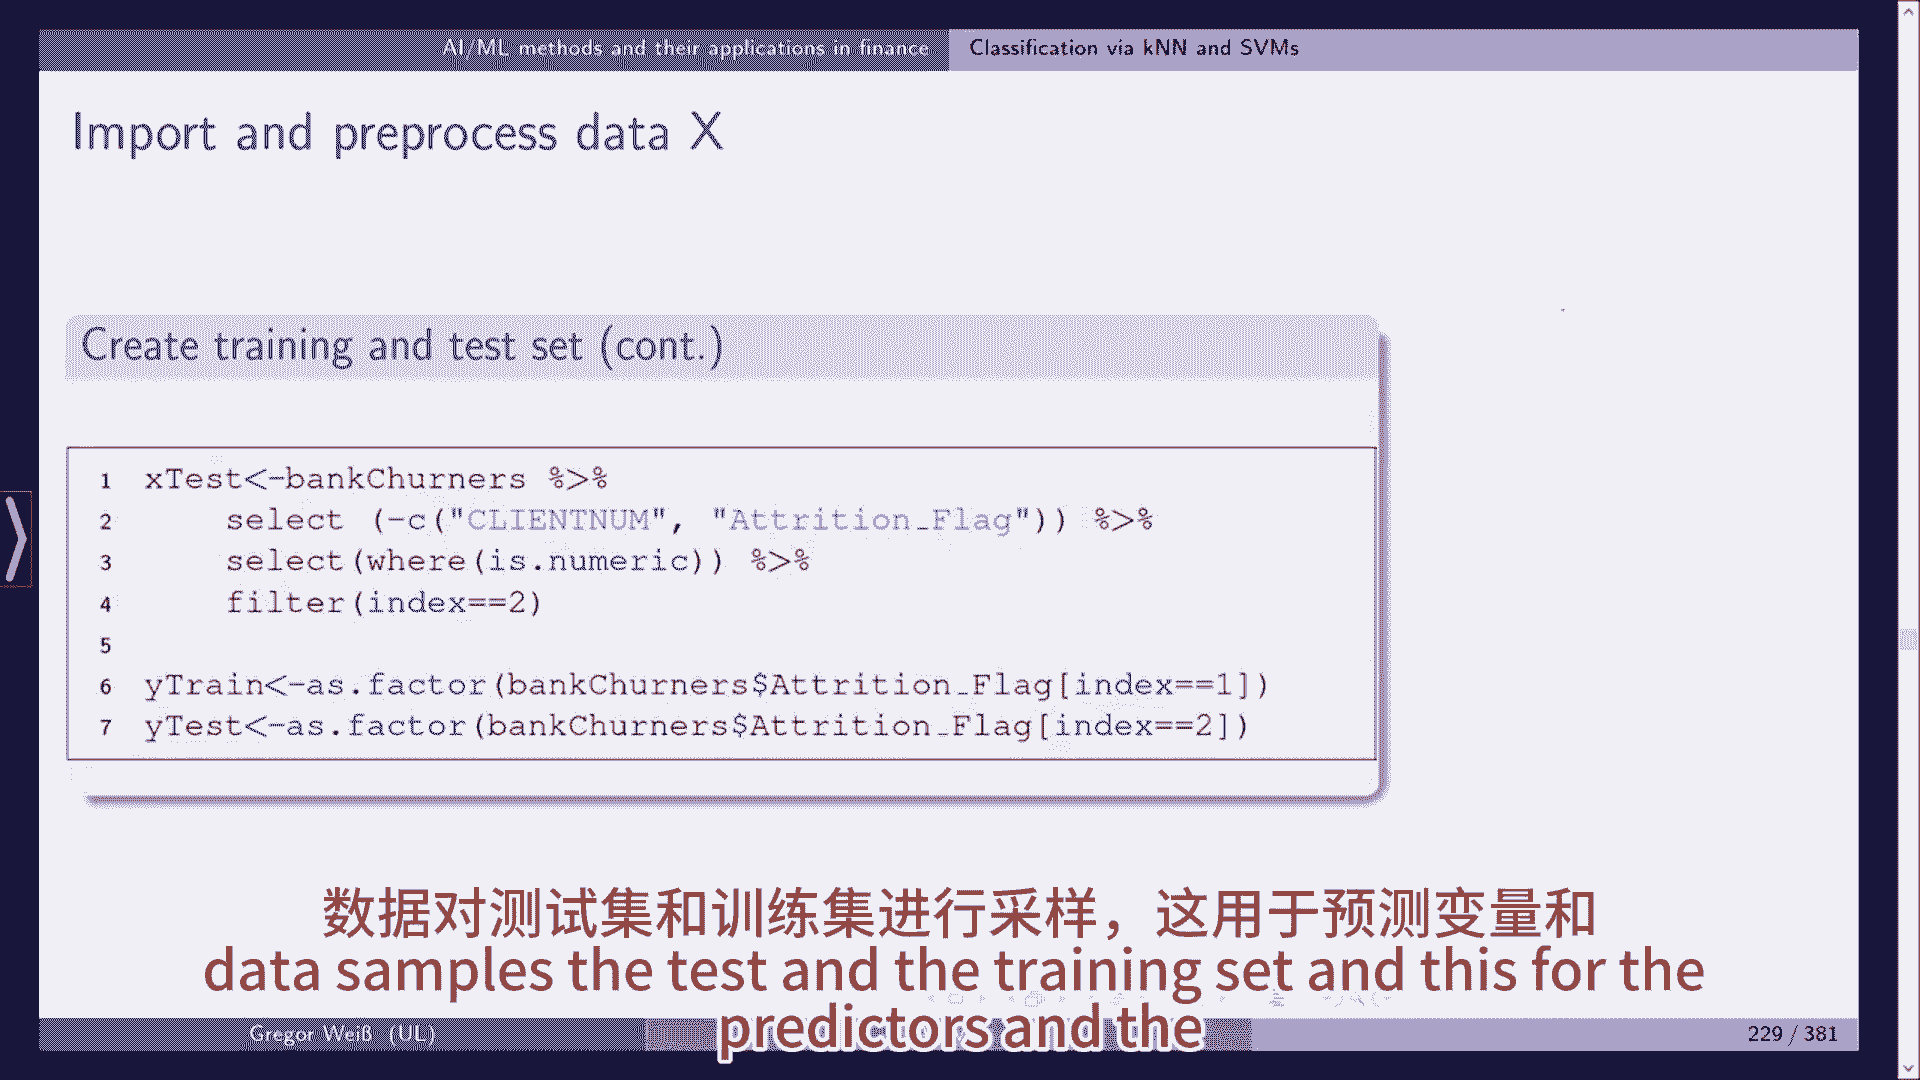 AI/ML methods and their applications in finance
Classification via kNN and SVMs
Import and preprocess data X
Create training and test set (cont.)
1 xTest<-bankChurners %>%
2 select (-c("CLIENTNUM", "Attrition_Flag")) %>%
3 select(where(is.numeric)) %>%
4 filter(index==2)
5
6 yTrain<-as.factor(bankChurners$Attrition_Flag[index==1])
7 yTest<-as.factor(bankChurners$Attrition_Flag[index==2])
数据对测试集和训练集进行采样，这用于预测变量和
data samples the test and the training set and this for the
predictors and the
Gregor Weiß (UL)
229 / 381